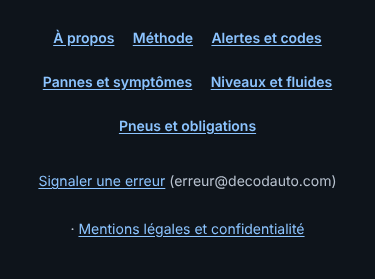 À propos Méthode Alertes et codes
Pannes et symptômes Niveaux et fluides
Pneus et obligations
Signaler une erreur (erreur@decodauto.com)
· Mentions légales et confidentialité